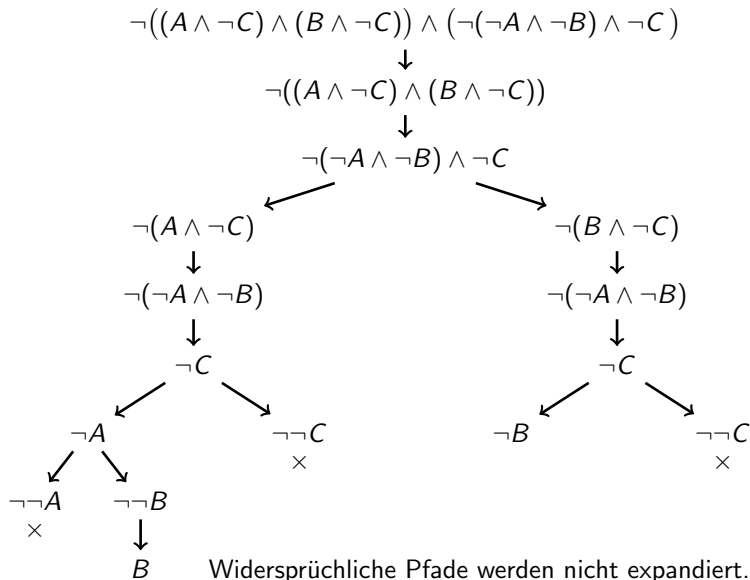 ¬((A ∧ ¬C) ∧ (B ∧ ¬C)) ∧ (¬(¬A ∧ ¬B) ∧ ¬C)
¬((A ∧ ¬C) ∧ (B ∧ ¬C))
¬(¬A ∧ ¬B) ∧ ¬C
¬(A ∧ ¬C) ¬(B ∧ ¬C)
¬(¬A ∧ ¬B) ¬(¬A ∧ ¬B)
¬C ¬C
¬A ¬¬C ¬B ¬¬C
× ×
¬¬A ¬¬B
×
B Widersprüchliche Pfade werden nicht expandiert.